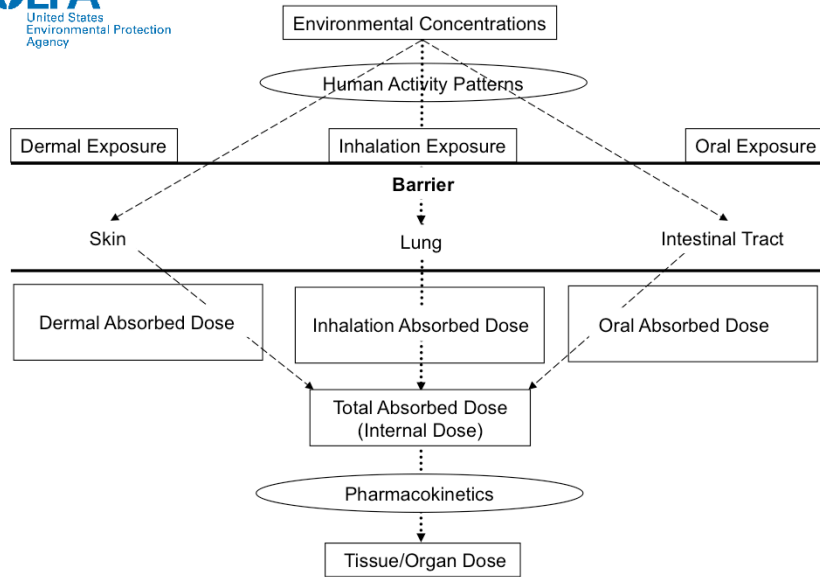 United States
Environmental Protection
Agency
Environmental Concentrations
Human Activity Patterns
Dermal Exposure
Inhalation Exposure
Oral Exposure
Barrier
Skin
Lung
Intestinal Tract
Dermal Absorbed Dose
Inhalation Absorbed Dose
Oral Absorbed Dose
Total Absorbed Dose
(Internal Dose)
Pharmacokinetics
Tissue/Organ Dose